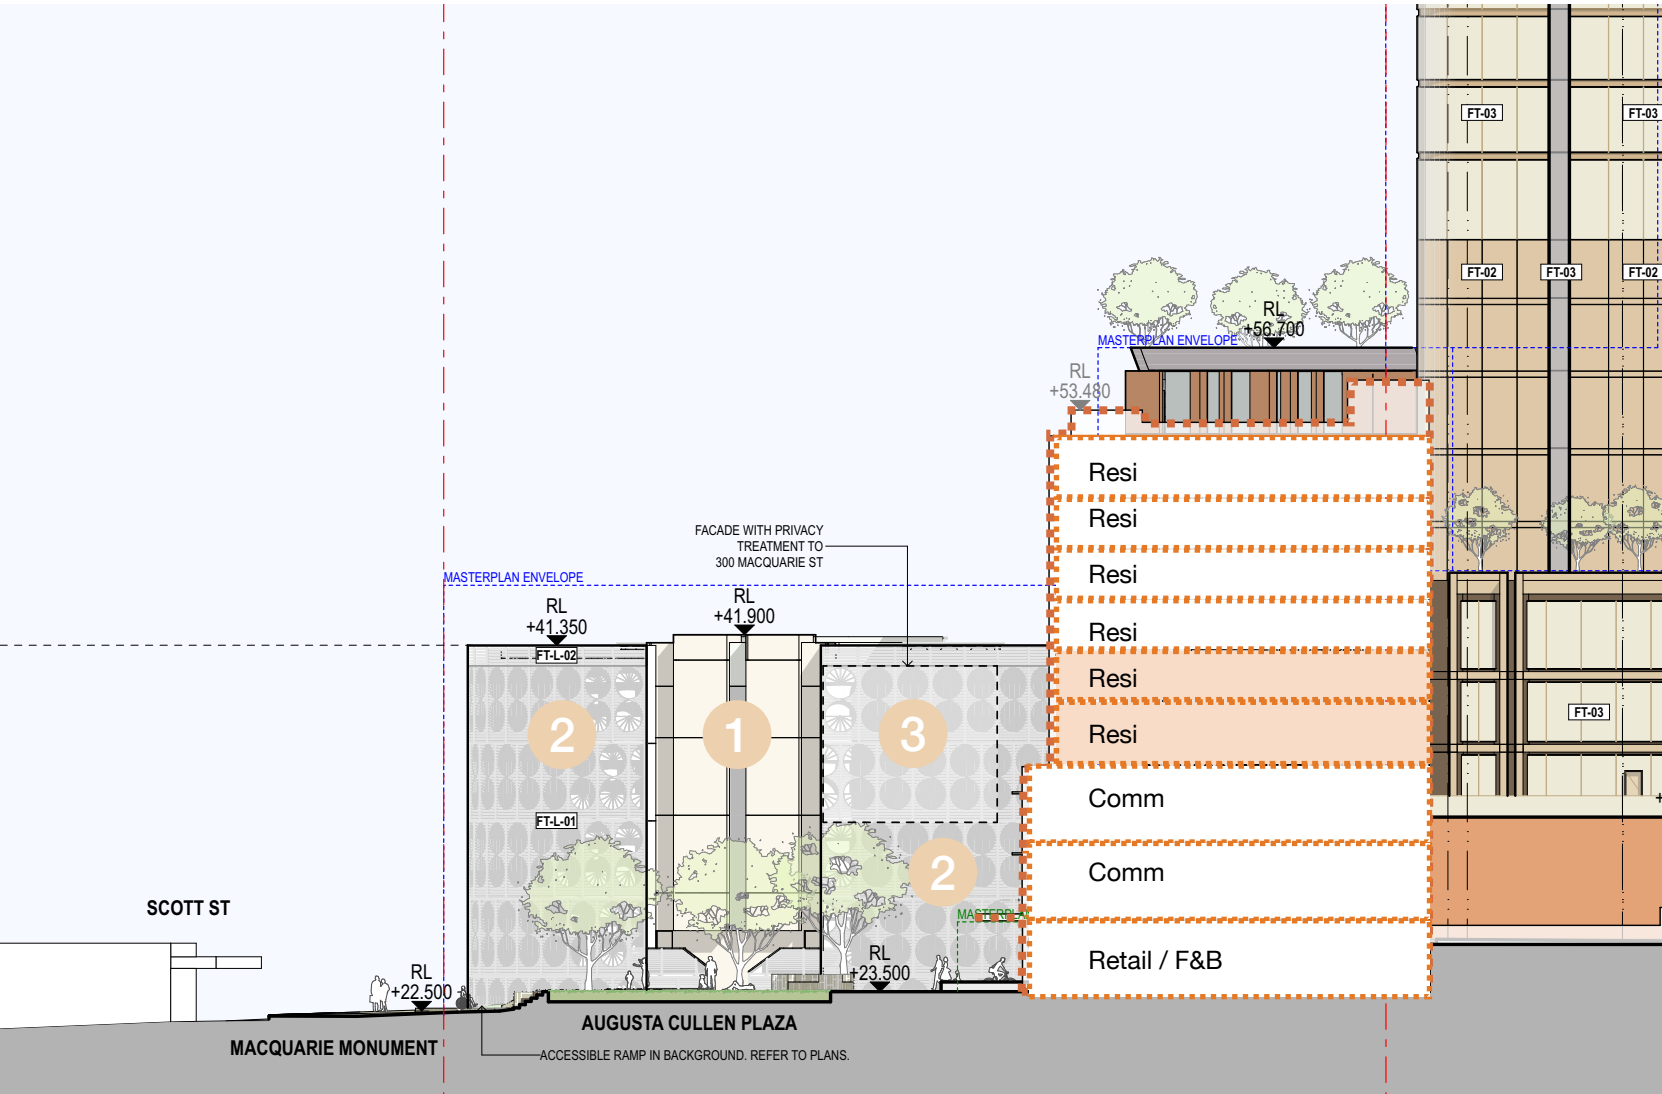 FT-03
FT-03
FT-02
FT-03
FT-02
RL
+56.700
MASTERPLAN ENVELOPE
RL
+53.480
Resi
Resi
FACADE WITH PRIVACY
TREATMENT TO
300 MACQUARIE ST
MASTERPLAN ENVELOPE
Resi
RL
+41.350
RL
+41.900
Resi
FT-L-02
Resi
2
1
3
Resi
FT-03
Comm
FT-L-01
2
Comm
SCOTT ST
RL
+23.500
Retail / F&B
RL
+22.500
AUGUSTA CULLEN PLAZA
MACQUARIE MONUMENT
ACCESSIBLE RAMP IN BACKGROUND. REFER TO PLANS.